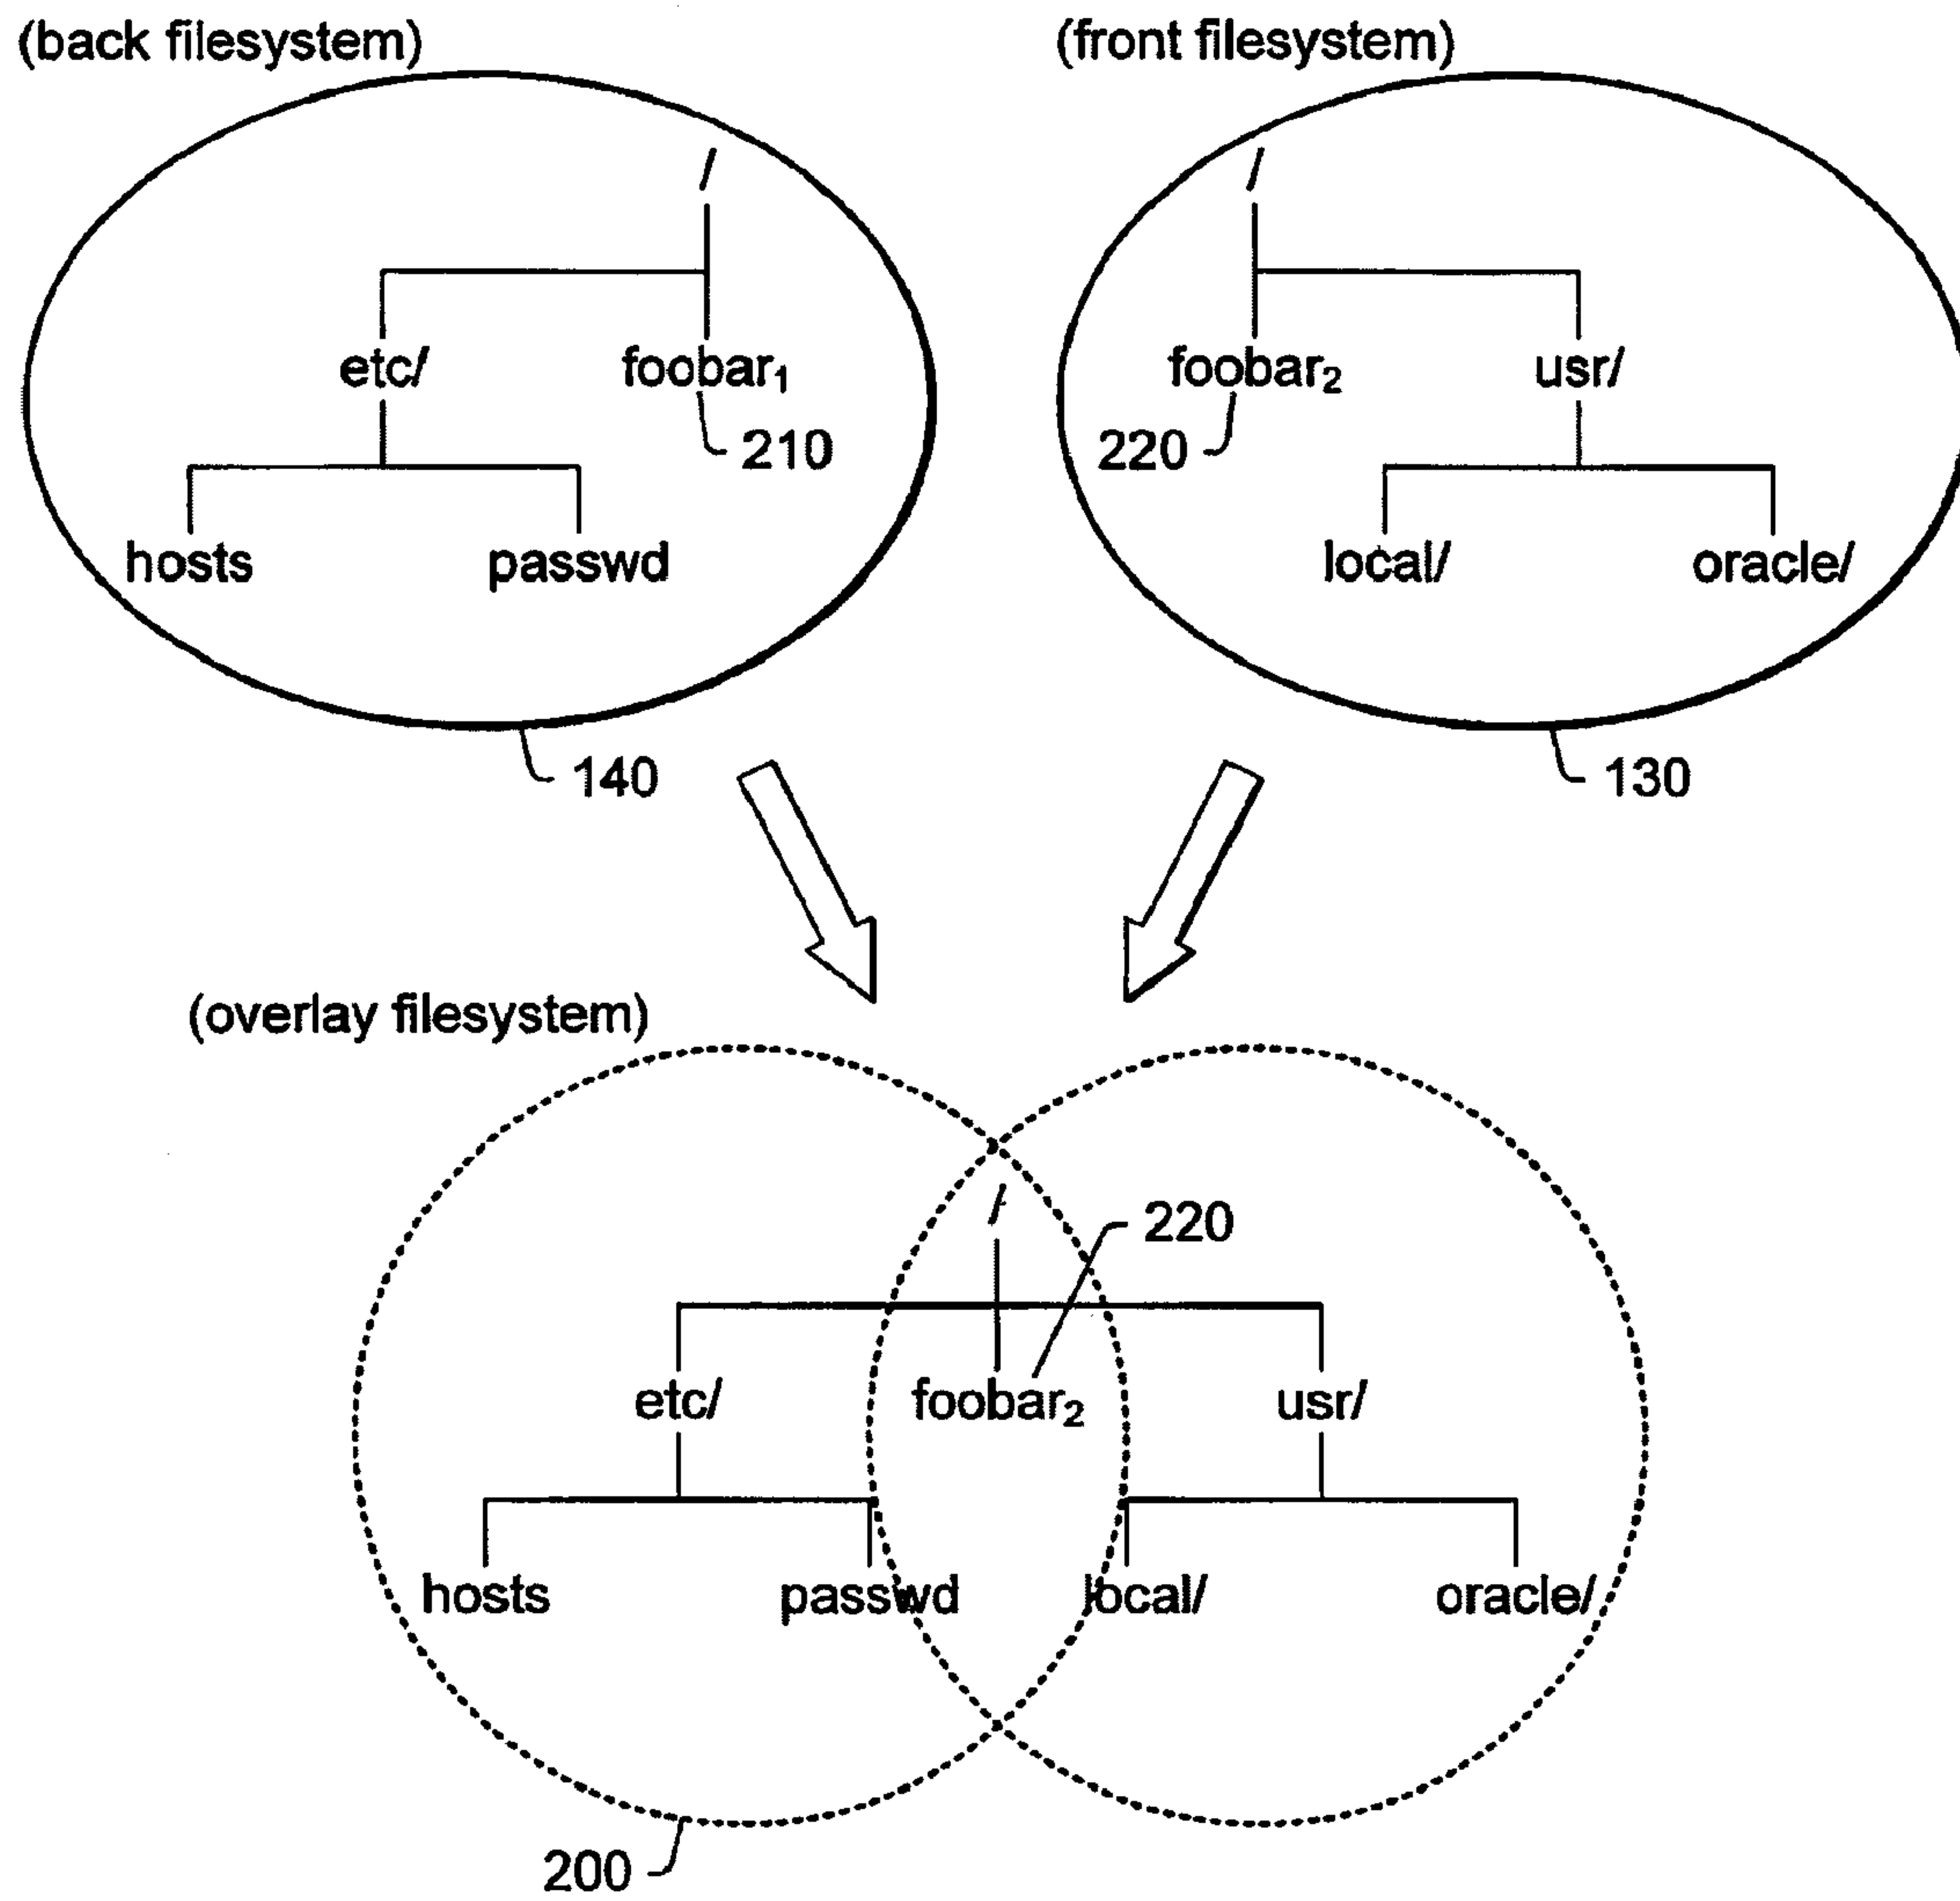 (back filesystem)
(front filesystem)
/
/
etc/
foobar₁
foobar₂
usr/
210
220
hosts
passwd
local/
oracle/
140
130
(overlay filesystem)
/
220
etc/
foobar₂
usr/
hosts
passwd
local/
oracle/
200